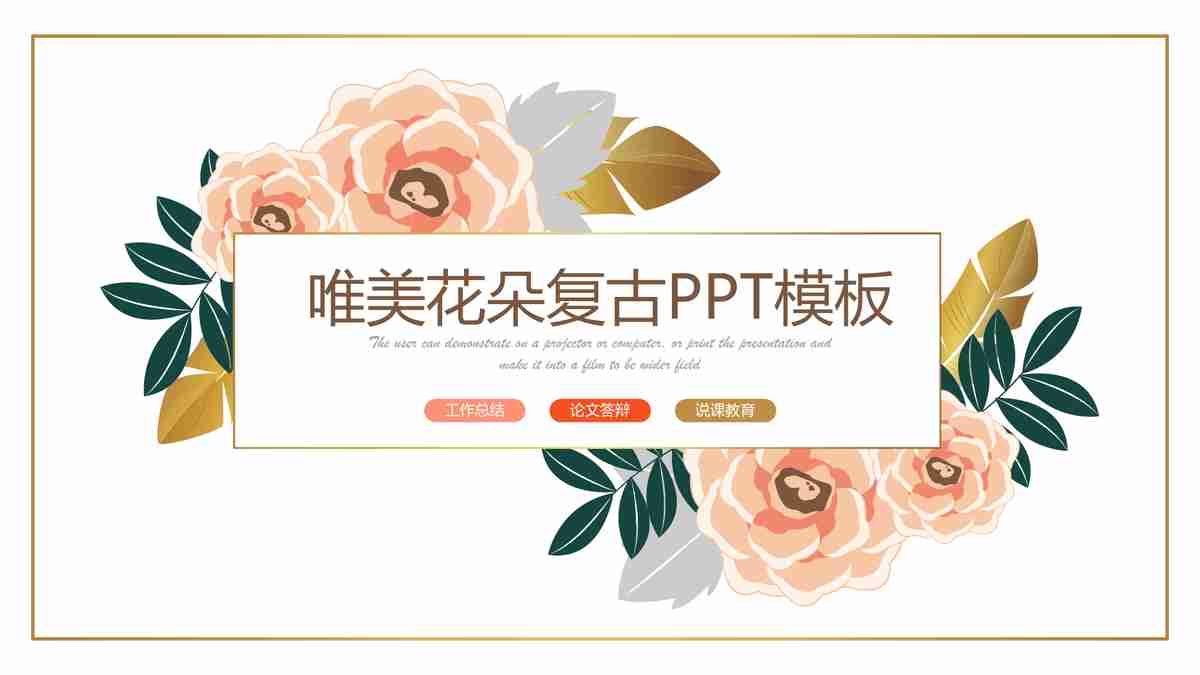 唯美花朵复古PPT模板
The user can demonstrate on a projector or computer, or print the presentation and
make it into a film to be wider field
工作总结 论文答辩 说课教育